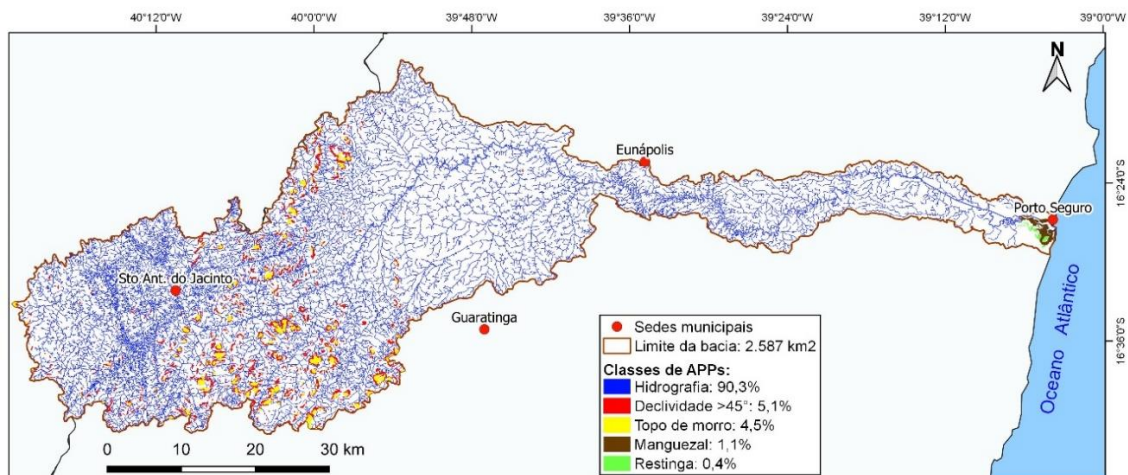 40°12'0"W 40°00'0"W 39°48'0"W 39°36'0"W 39°24'0"W 39°12'0"W 39°0'0"W
N
Eunápolis
16°24'0"S
Porto Seguro
Sto Ant. do Jacinto
Guaratinga
Oceano Atlântico
16°36'0"S
Sedes municipais
Limite da bacia: 2.587 km2
Classes de APPs:
Hidrografia: 90,3%
Declividade >45°: 5,1%
Topo de morro: 4,5%
Manguezal: 1,1%
Restinga: 0,4%
0 10 20 30 km